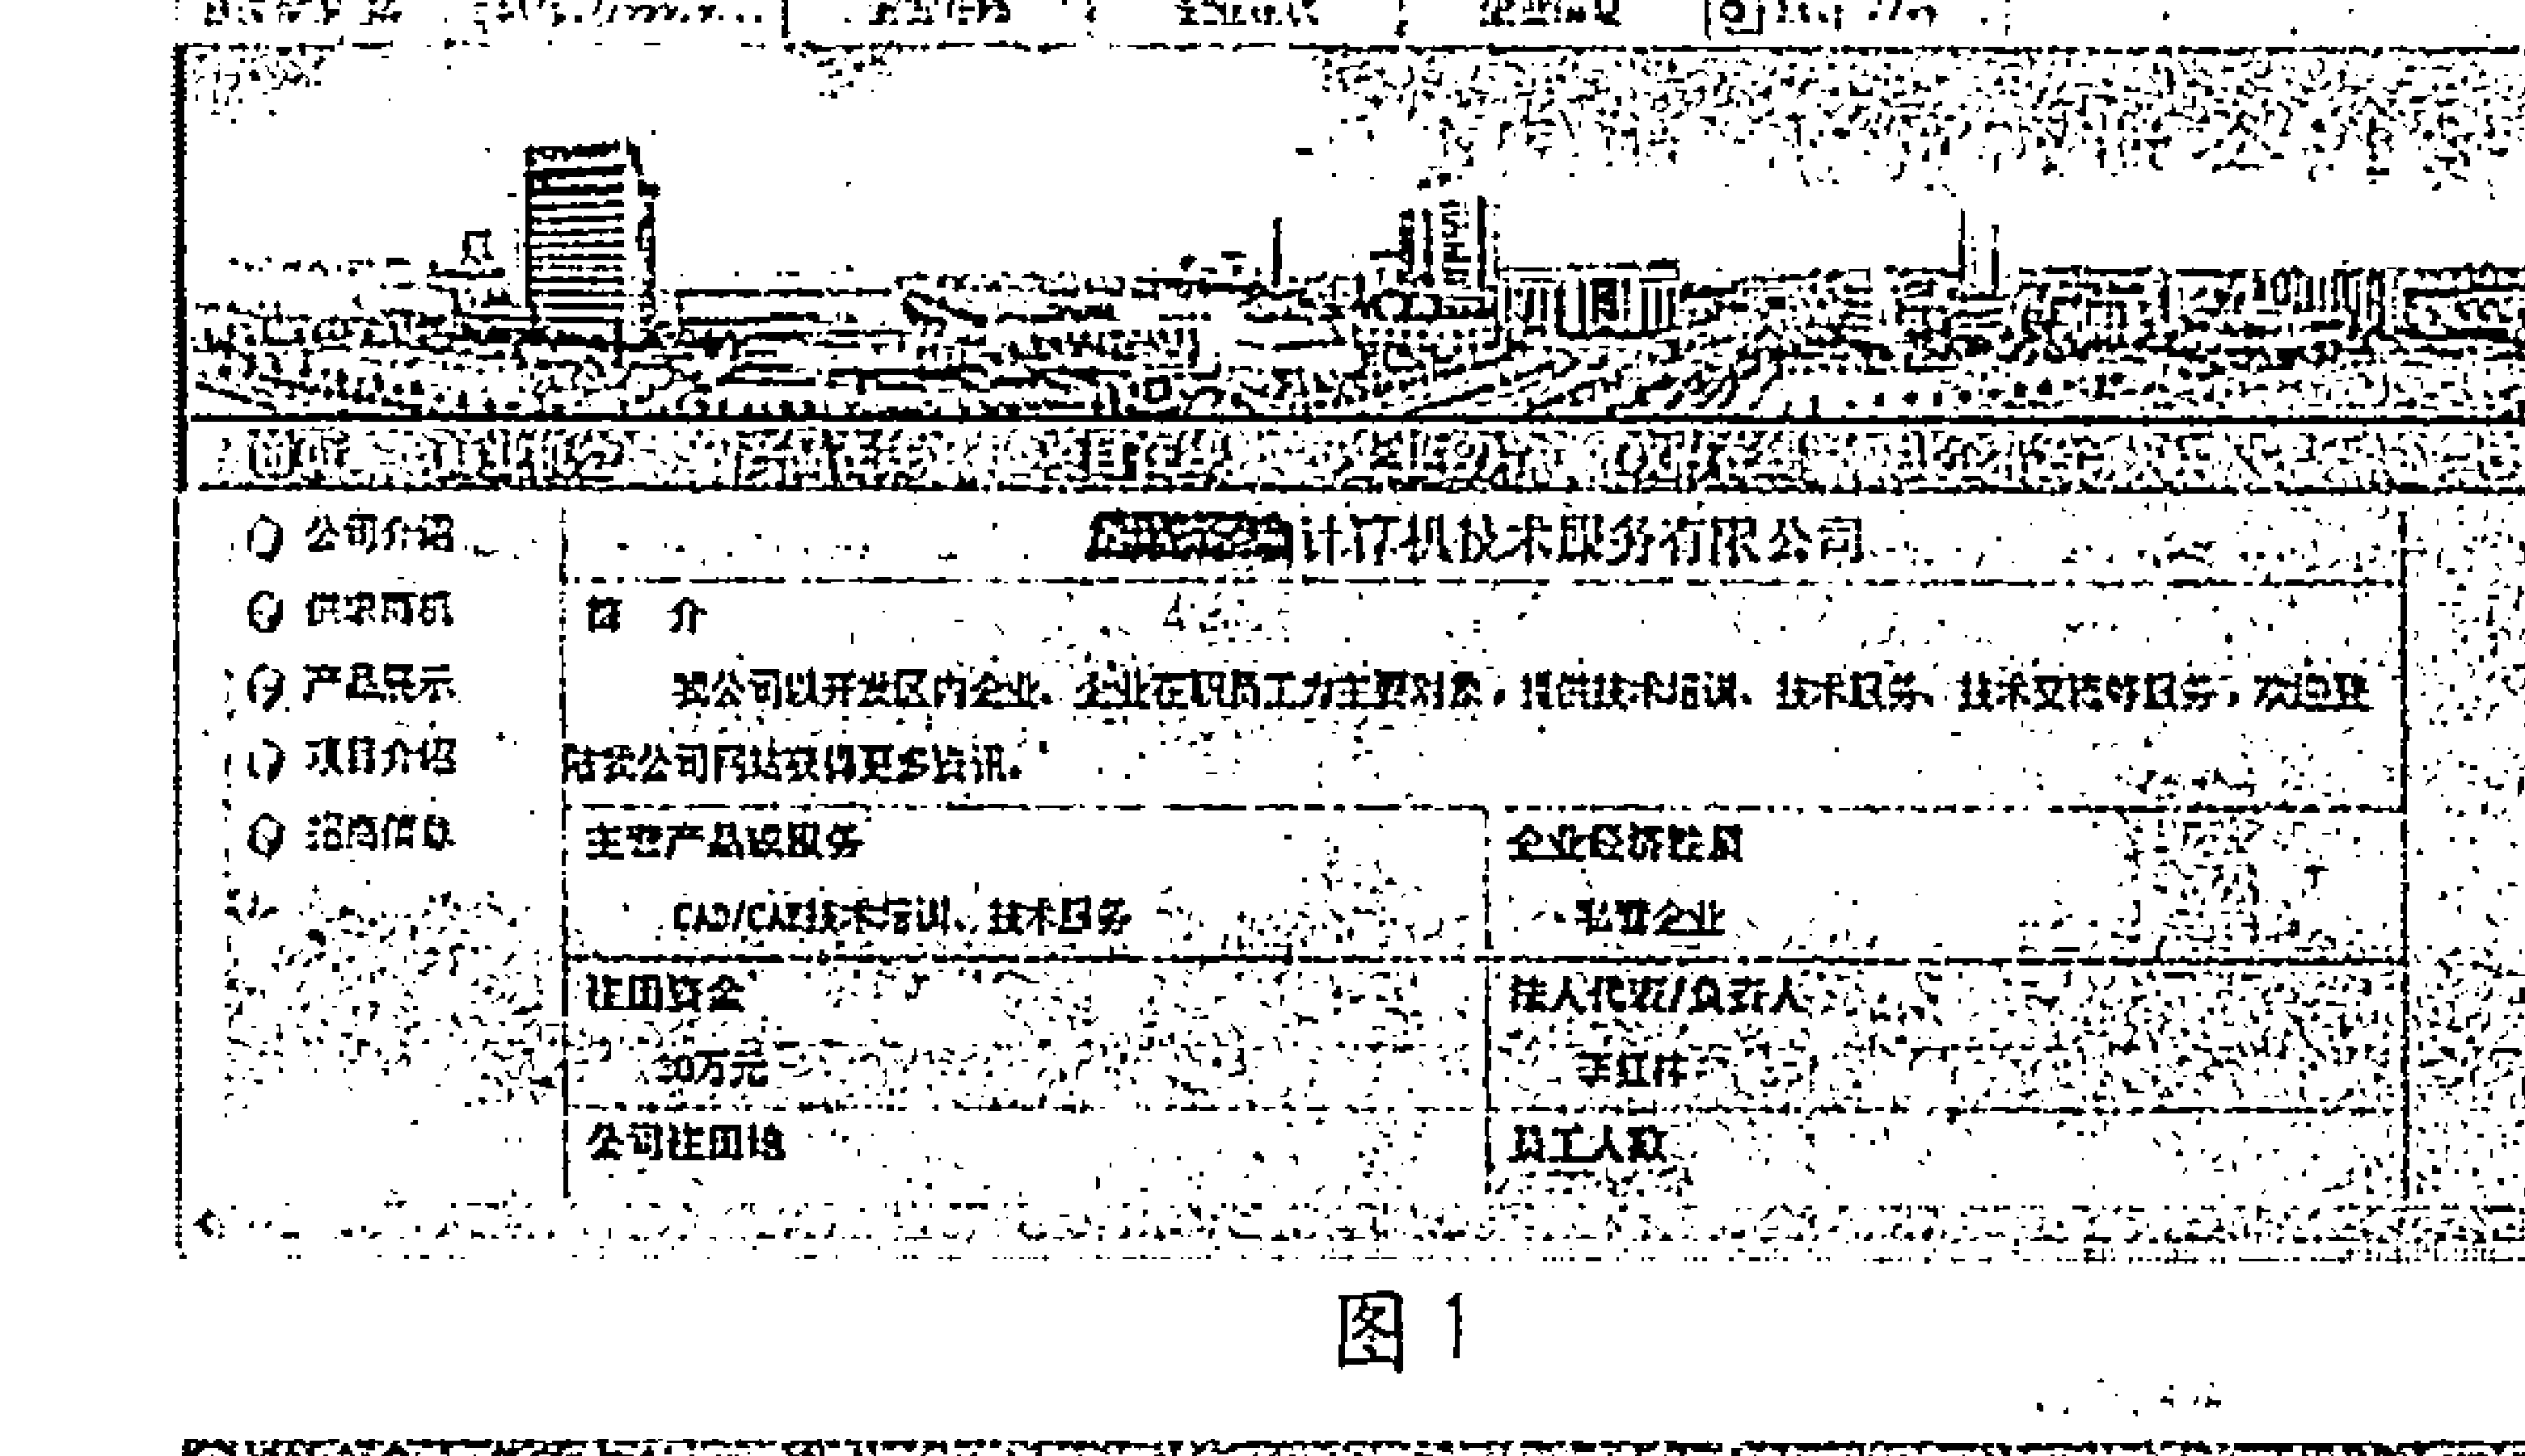 公司介绍
计算机技术服务有限公司
供求商机
简 介
产品展示
我公司以开发区内企业、企业在职员工为主要对象，提供技术培训、技术服务、技术交流等服务，欢迎登
项目介绍
陆我公司网站获得更多资讯。
招商信息
主要产品或服务
企业经济性质
CAD/CAE技术培训、技术服务
私营企业
注册资金
法人代表/负责人
30万元
公司注册地
员工人数
图 1